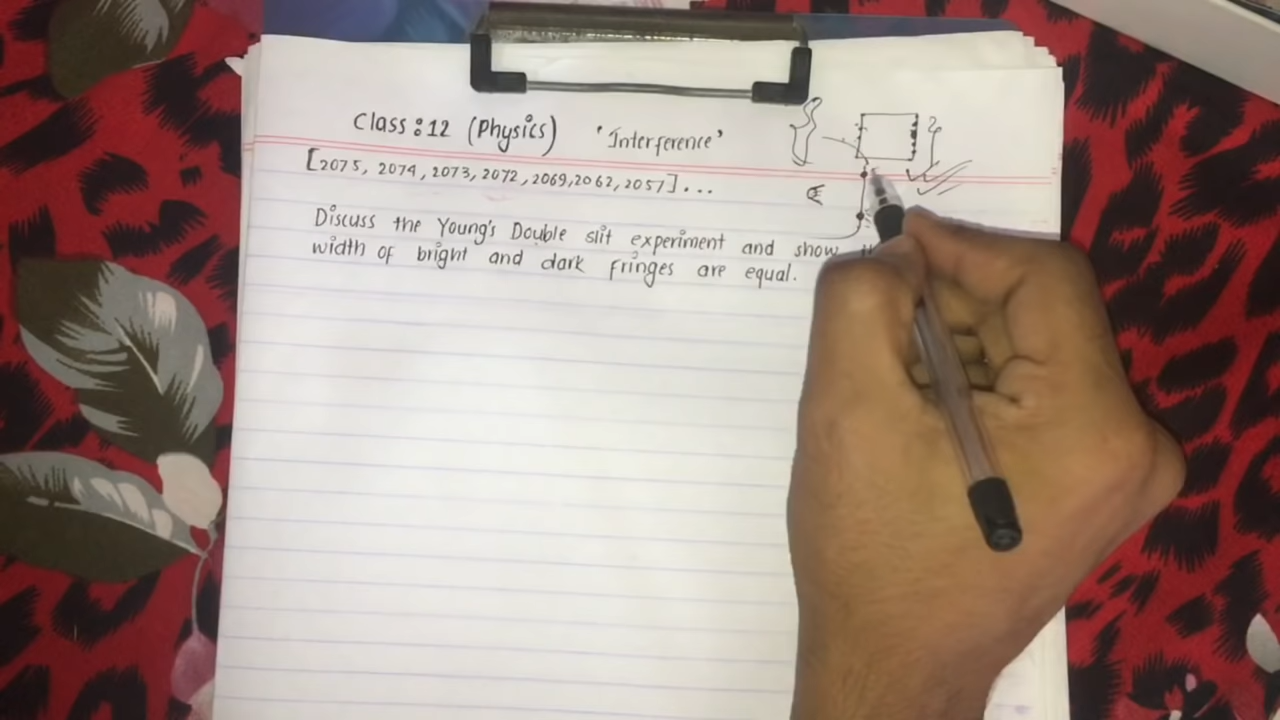 Class:12 (Physics) 'Interference'
[2075, 2074, 2073, 2072, 2069, 2062, 2057]...
Discuss the Young's Double slit experiment and show
width of bright and dark fringes are equal.